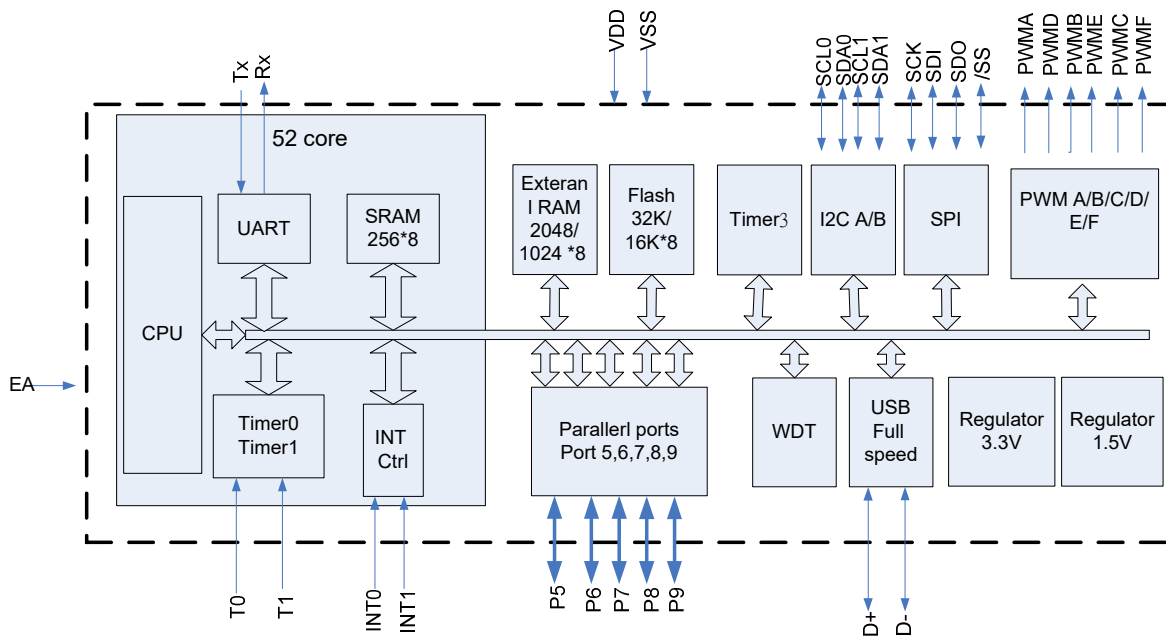 Tx
Rx
VDD
VSS
SCL0
SDA0
SCL1
SDA1
SCK
SDI
SDO
/SS
PWMA
PWMD
PWMB
PWME
PWMC
PWMF
52 core
UART
SRAM
256*8
Exteran
l RAM
2048/
1024 *8
Flash
32K/
16K*8
Timer3
I2C A/B
SPI
PWM A/B/C/D/
E/F
CPU
EA
Timer0
Timer1
INT
Ctrl
Parallerl ports
Port 5,6,7,8,9
WDT
USB
Full
speed
Regulator
3.3V
Regulator
1.5V
T0
T1
INT0
INT1
P5
P6
P7
P8
P9
D+
D-